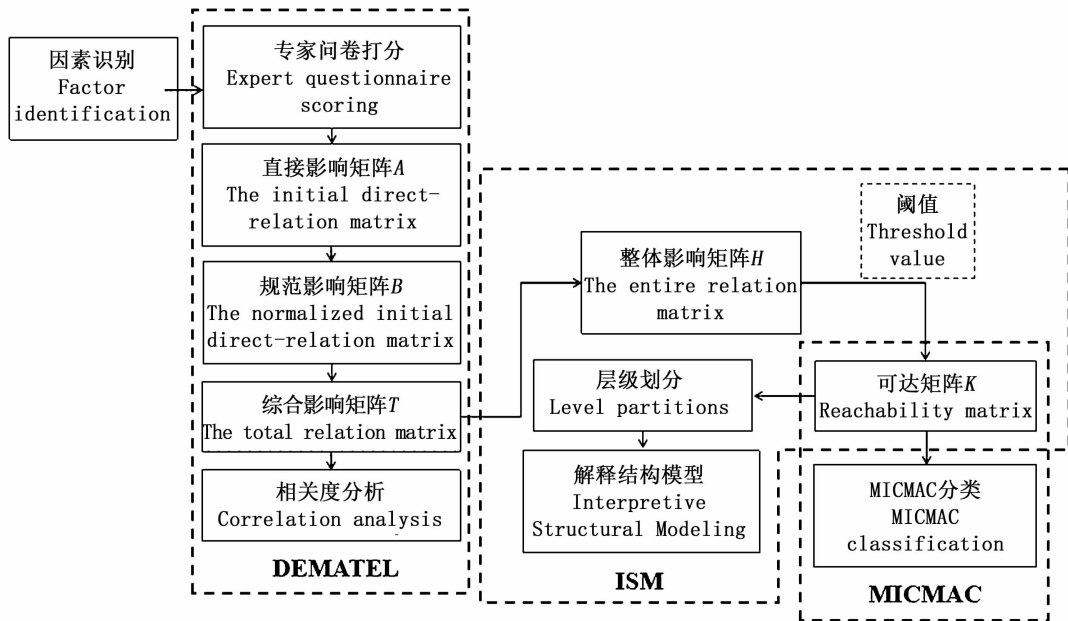 因素识别
Factor
identification
专家问卷打分
Expert questionnaire
scoring
直接影响矩阵A
The initial direct-
relation matrix
规范影响矩阵B
The normalized initial
direct-relation matrix
综合影响矩阵T
The total relation matrix
相关度分析
Correlation analysis
DEMATEL
整体影响矩阵H
The entire relation
matrix
阈值
Threshold
value
可达矩阵K
Reachability matrix
层级划分
Level partitions
解释结构模型
Interpretive
Structural Modeling
ISM
MICMAC分类
MICMAC
classification
MICMAC